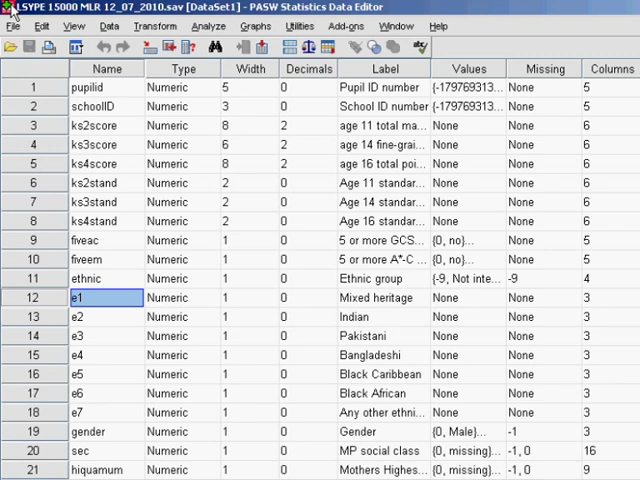 LSYPE 15000 MLR 12_07_2010.sav [DataSet1] - PASW Statistics Data Editor
File Edit View Data Transform Analyze Graphs Utilities Add-ons Window Help
Name Type Width Decimals Label Values Missing Columns
1 pupilid Numeric 5 0 Pupil ID number {-179769313... None 5
2 schoolID Numeric 3 0 School ID number {-179769313... None 5
3 ks2score Numeric 8 2 age 11 total ma... None None 6
4 ks3score Numeric 6 2 age 14 fine-grai... None None 6
5 ks4score Numeric 8 2 age 16 total poi... None None 6
6 ks2stand Numeric 2 0 Age 11 standar... None None 6
7 ks3stand Numeric 2 0 Age 14 standar... None None 6
8 ks4stand Numeric 2 0 Age 16 standar... None None 6
9 fiveac Numeric 1 0 5 or more GCS... {0, no}... None 5
10 fiveem Numeric 1 0 5 or more A*-C ... {0, no}... None 5
11 ethnic Numeric 1 0 Ethnic group {-9, Not inte... -9 4
12 e1 Numeric 1 0 Mixed heritage None None 3
13 e2 Numeric 1 0 Indian None None 3
14 e3 Numeric 1 0 Pakistani None None 3
15 e4 Numeric 1 0 Bangladeshi None None 3
16 e5 Numeric 1 0 Black Caribbean None None 3
17 e6 Numeric 1 0 Black African None None 3
18 e7 Numeric 1 0 Any other ethni... None None 3
19 gender Numeric 1 0 Gender {0, Male}... -1 3
20 sec Numeric 1 0 MP social class {0, missing}... -1, 0 16
21 hiquamum Numeric 1 0 Mothers Highes... {0, missing}... -1, 0 9